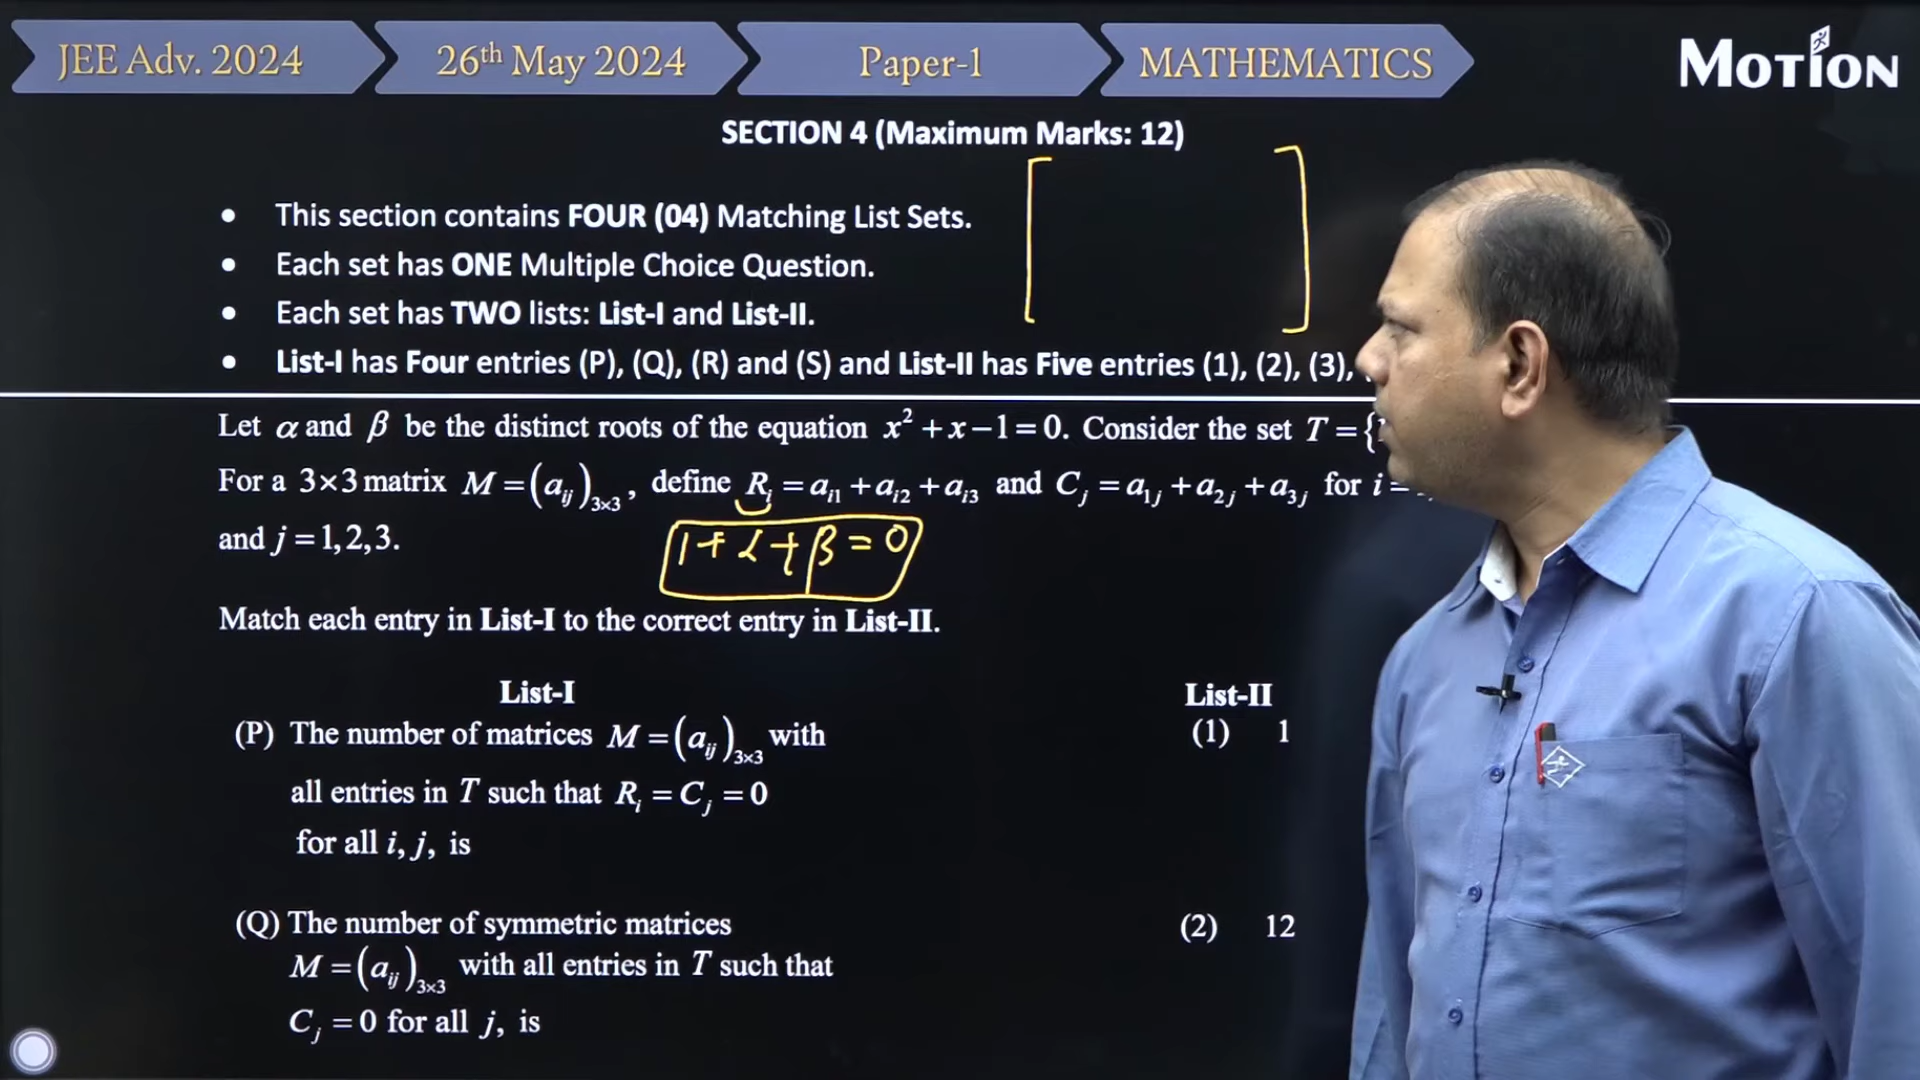 JEE Adv. 2024 26th May 2024 Paper-1 MATHEMATICS MOTION
SECTION 4 (Maximum Marks: 12)
• This section contains FOUR (04) Matching List Sets.
• Each set has ONE Multiple Choice Question.
• Each set has TWO lists: List-I and List-II.
• List-I has Four entries (P), (Q), (R) and (S) and List-II has Five entries (1), (2), (3),
Let α and β be the distinct roots of the equation x² + x − 1 = 0. Consider the set T = {
For a 3×3 matrix M = (aᵢⱼ)₃ₓ₃, define Rᵢ = aᵢ₁ + aᵢ₂ + aᵢ₃ and Cⱼ = a₁ⱼ + a₂ⱼ + a₃ⱼ for i =
and j = 1, 2, 3.
1 + α + β = 0
Match each entry in List-I to the correct entry in List-II.
List-I List-II
(P) The number of matrices M = (aᵢⱼ)₃ₓ₃ with (1) 1
all entries in T such that Rᵢ = Cⱼ = 0
for all i, j, is
(Q) The number of symmetric matrices (2) 12
M = (aᵢⱼ)₃ₓ₃ with all entries in T such that
Cⱼ = 0 for all j, is